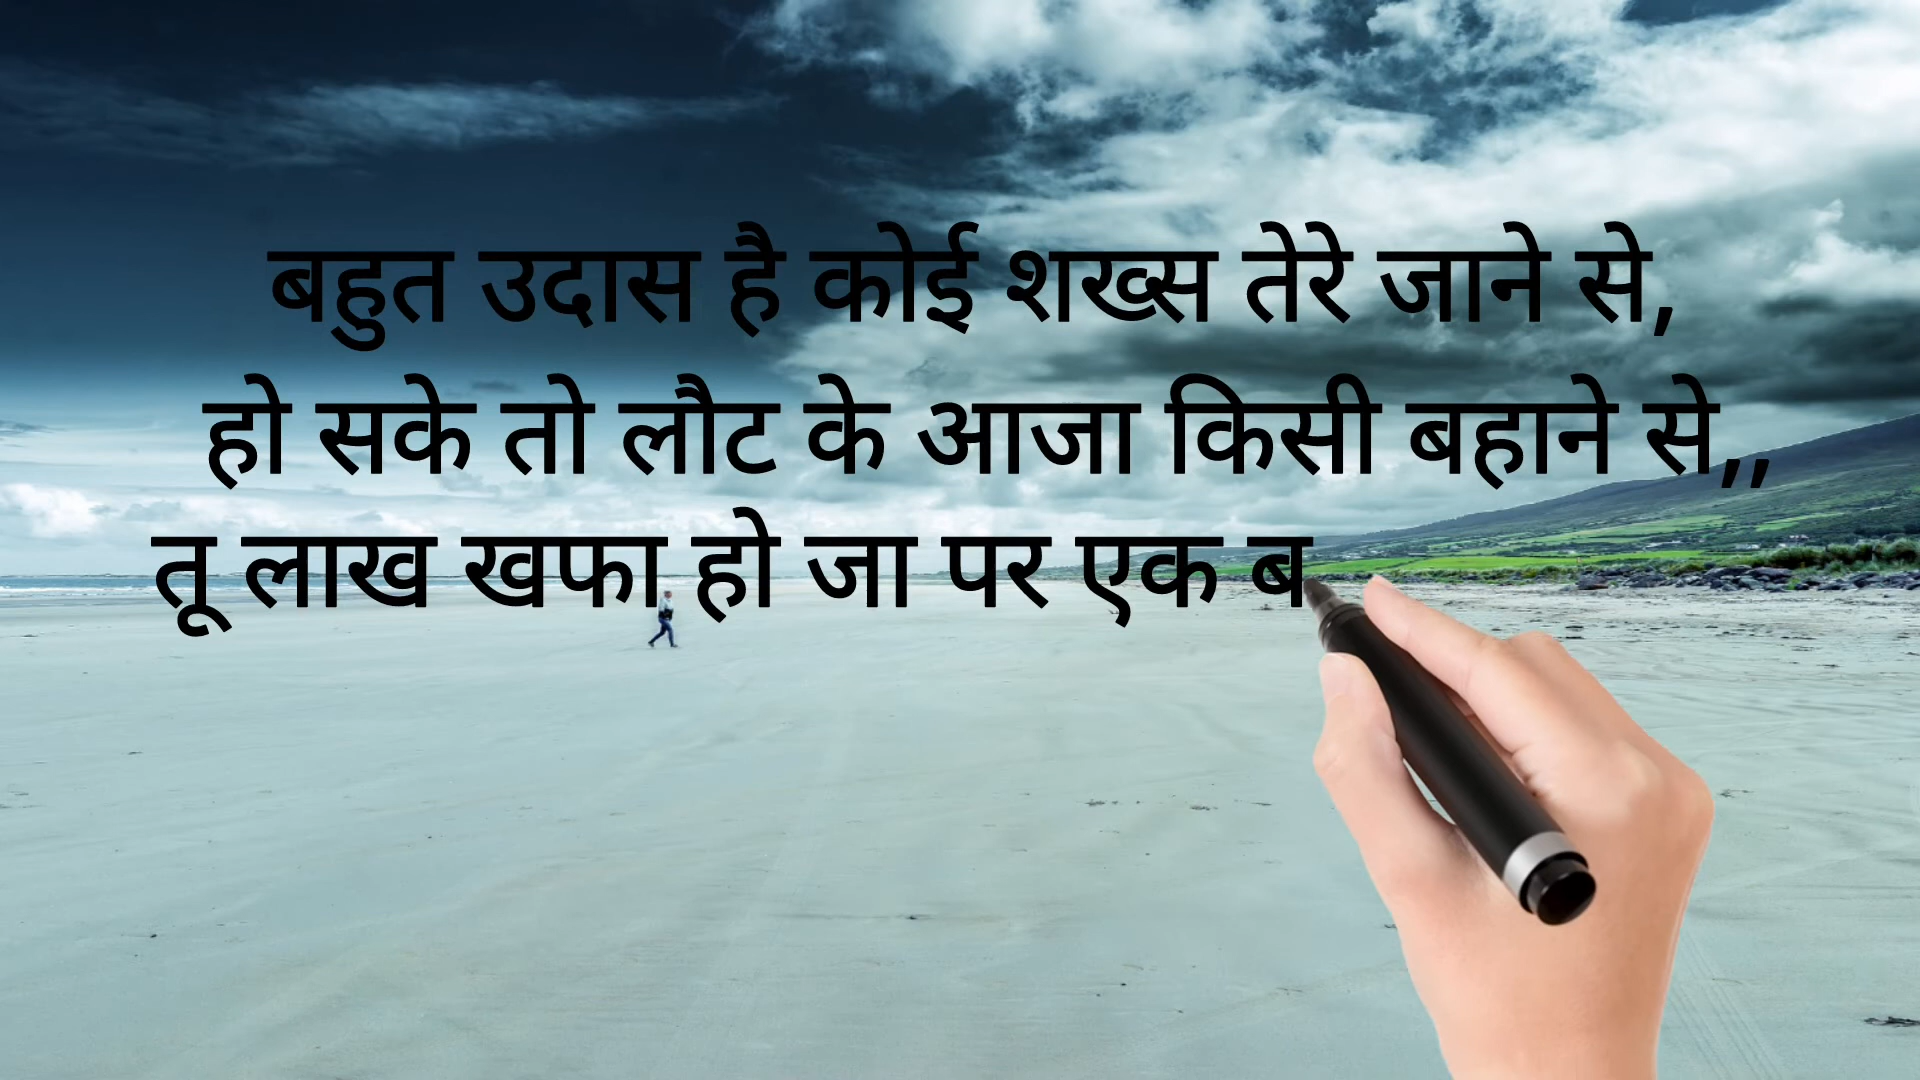 बहुत उदास है कोई शख्स तेरे जाने से,
हो सके तो लौट के आजा किसी बहाने से,,
तू लाख खफा हो जा पर एक ब